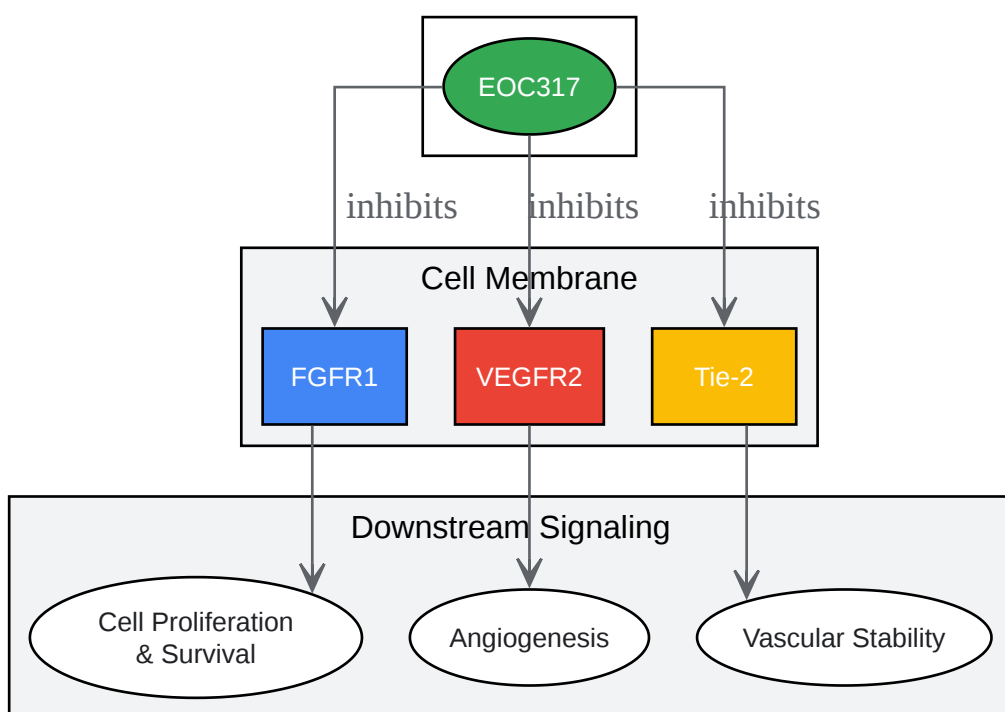 EOC317
inhibits
inhibits
inhibits
Cell Membrane
FGFR1
VEGFR2
Tie-2
Downstream Signaling
Cell Proliferation
& Survival
Angiogenesis
Vascular Stability